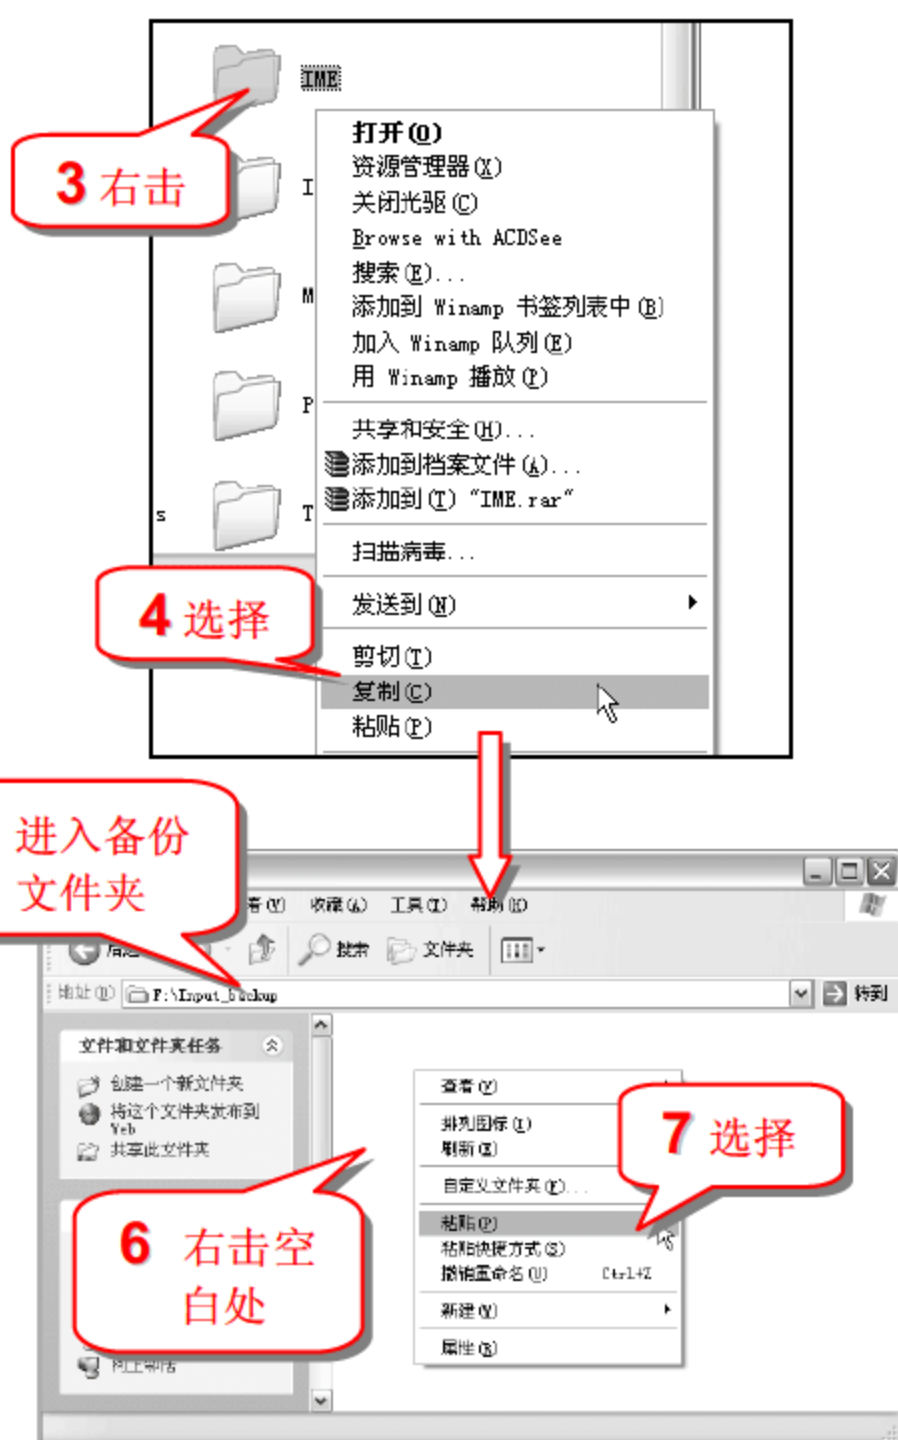 IME
3 右击
打开(O)
资源管理器(X)
I
关闭光驱(C)
Browse with ACDSee
搜索(E)...
M
添加到 Winamp 书签列表中(B)
加入 Winamp 队列(E)
用 Winamp 播放(P)
P
共享和安全(H)...
添加到档案文件(A)...
添加到(T) "IME.rar"
s
T
扫描病毒...
4 选择
发送到(N)
剪切(T)
复制(C)
粘贴(P)
进入备份
文件夹
看(V) 收藏(A) 工具(T) 帮助(H)
搜索 文件夹
地址(D) F:\Input_backup 转到
文件和文件夹任务
创建一个新文件夹
将这个文件夹发布到
Web
共享此文件夹
查看(V)
排列图标(I)
刷新(E)
自定义文件夹(F)...
7 选择
粘贴(P)
粘贴快捷方式(S)
撤销重命名(U) Ctrl+Z
新建(W)
属性(R)
6 右击空
白处
网上邻居